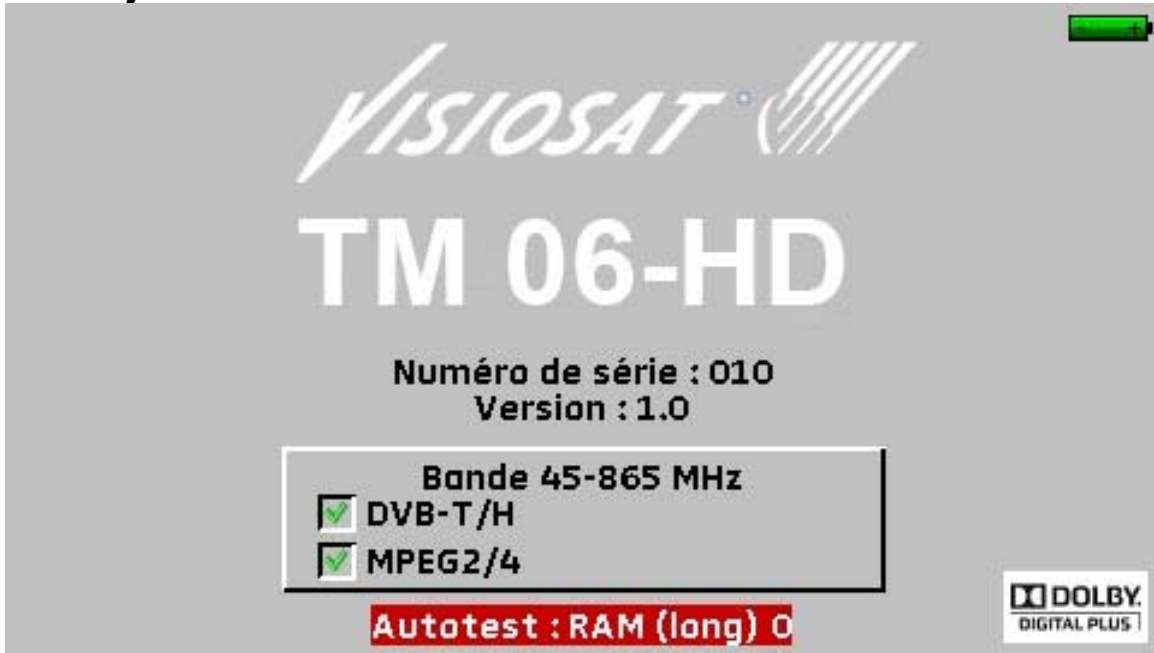 VISIOSAT
TM 06-HD
Numéro de série : 010
Version : 1.0
Bande 45-865 MHz
DVB-T/H
MPEG2/4
Autotest : RAM (long) 0
DOLBY.
DIGITAL PLUS